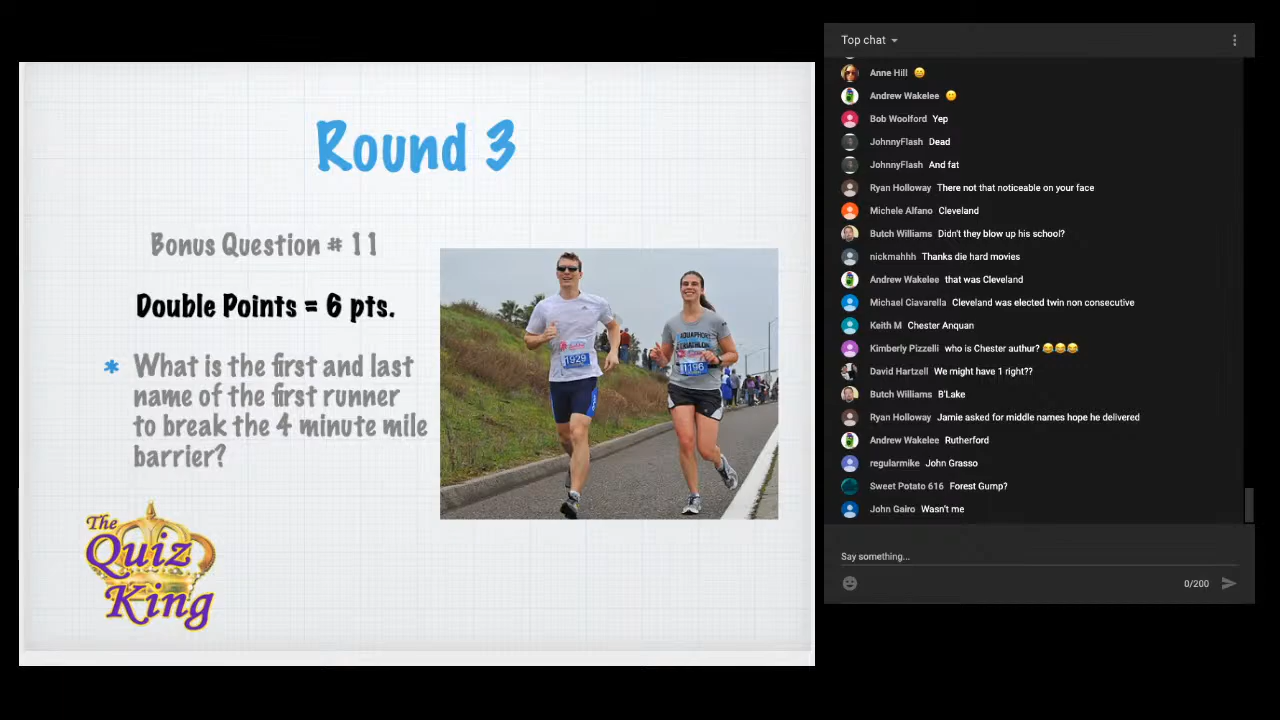 Round 3
Bonus Question # 11
Double Points = 6 pts.
* What is the first and last
name of the first runner
to break the 4 minute mile
barrier?
The
Quiz
King
1929
1196
Top chat
Anne Hill 😊
Andrew Wakelee 😊
Bob Woolford Yep
JohnnyFlash Dead
JohnnyFlash And fat
Ryan Holloway There not that noticeable on your face
Michele Alfano Cleveland
Butch Williams Didn't they blow up his school?
nickmahhh Thanks die hard movies
Andrew Wakelee that was Cleveland
Michael Ciavarella Cleveland was elected twin non consecutive
Keith M Chester Anquan
Kimberly Pizzelli who is Chester authur? 😂😂😂
David Hartzell We might have 1 right??
Butch Williams B'Lake
Ryan Holloway Jamie asked for middle names hope he delivered
Andrew Wakelee Rutherford
regularmike John Grasso
Sweet Potato 616 Forest Gump?
John Gairo Wasn't me
Say something...
0/200